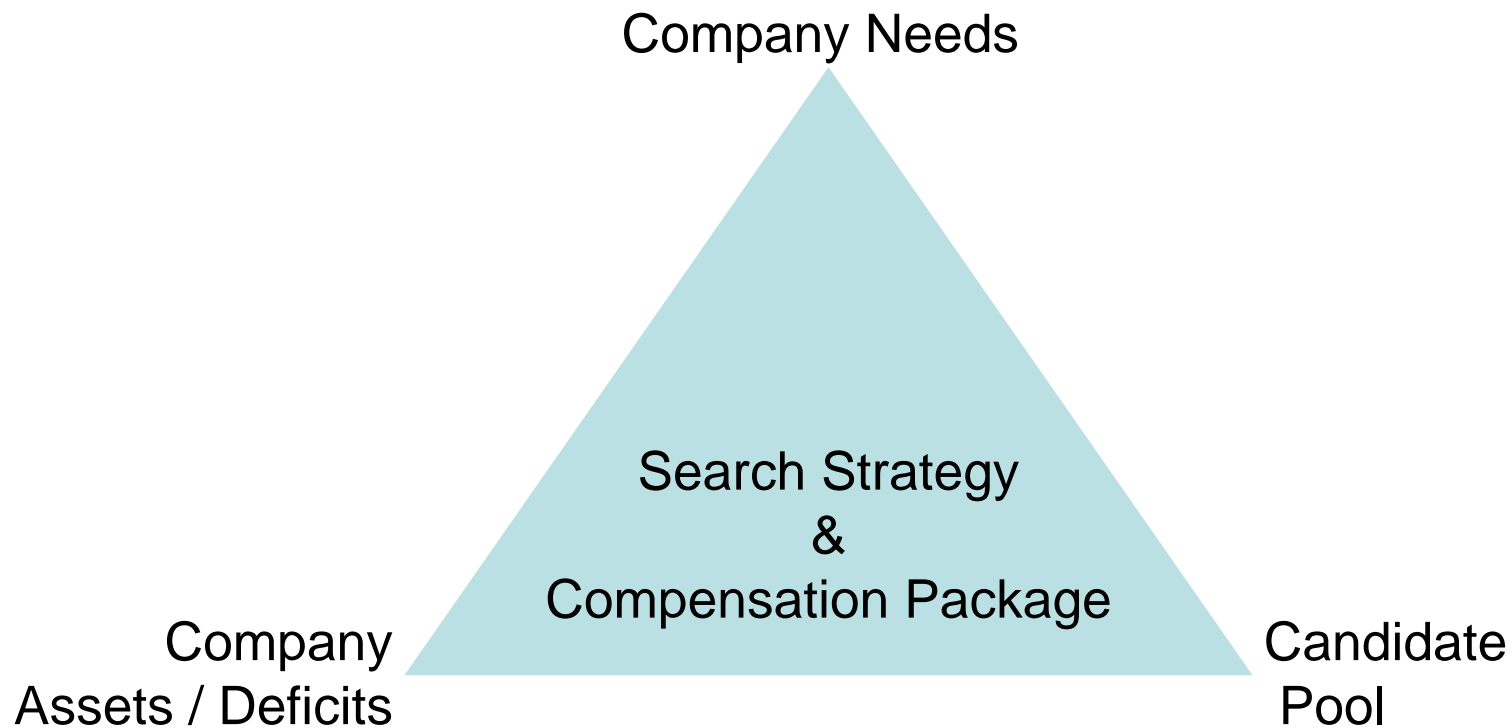 Company Needs
Search Strategy
&
Compensation Package
Company
Assets / Deficits
Candidate
Pool